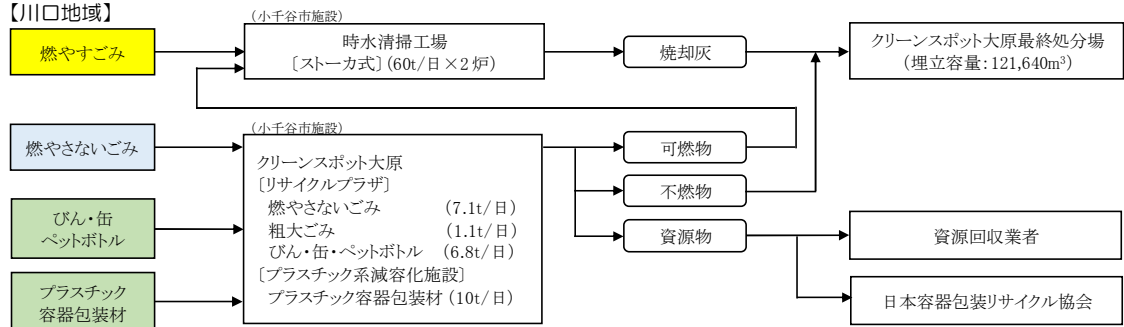 【川口地域】
燃やすごみ
(小千谷市施設)
時水清掃工場
［ストーカ式］(60t/日×2炉)
焼却灰
クリーンスポット大原最終処分場
(埋立容量：121,640m³)
燃やさないごみ
びん・缶
ペットボトル
プラスチック
容器包装材
(小千谷市施設)
クリーンスポット大原
［リサイクルプラザ］
燃やさないごみ (7.1t/日)
粗大ごみ (1.1t/日)
びん・缶・ペットボトル (6.8t/日)
［プラスチック系減容化施設］
プラスチック容器包装材 (10t/日)
可燃物
不燃物
資源物
資源回収業者
日本容器包装リサイクル協会